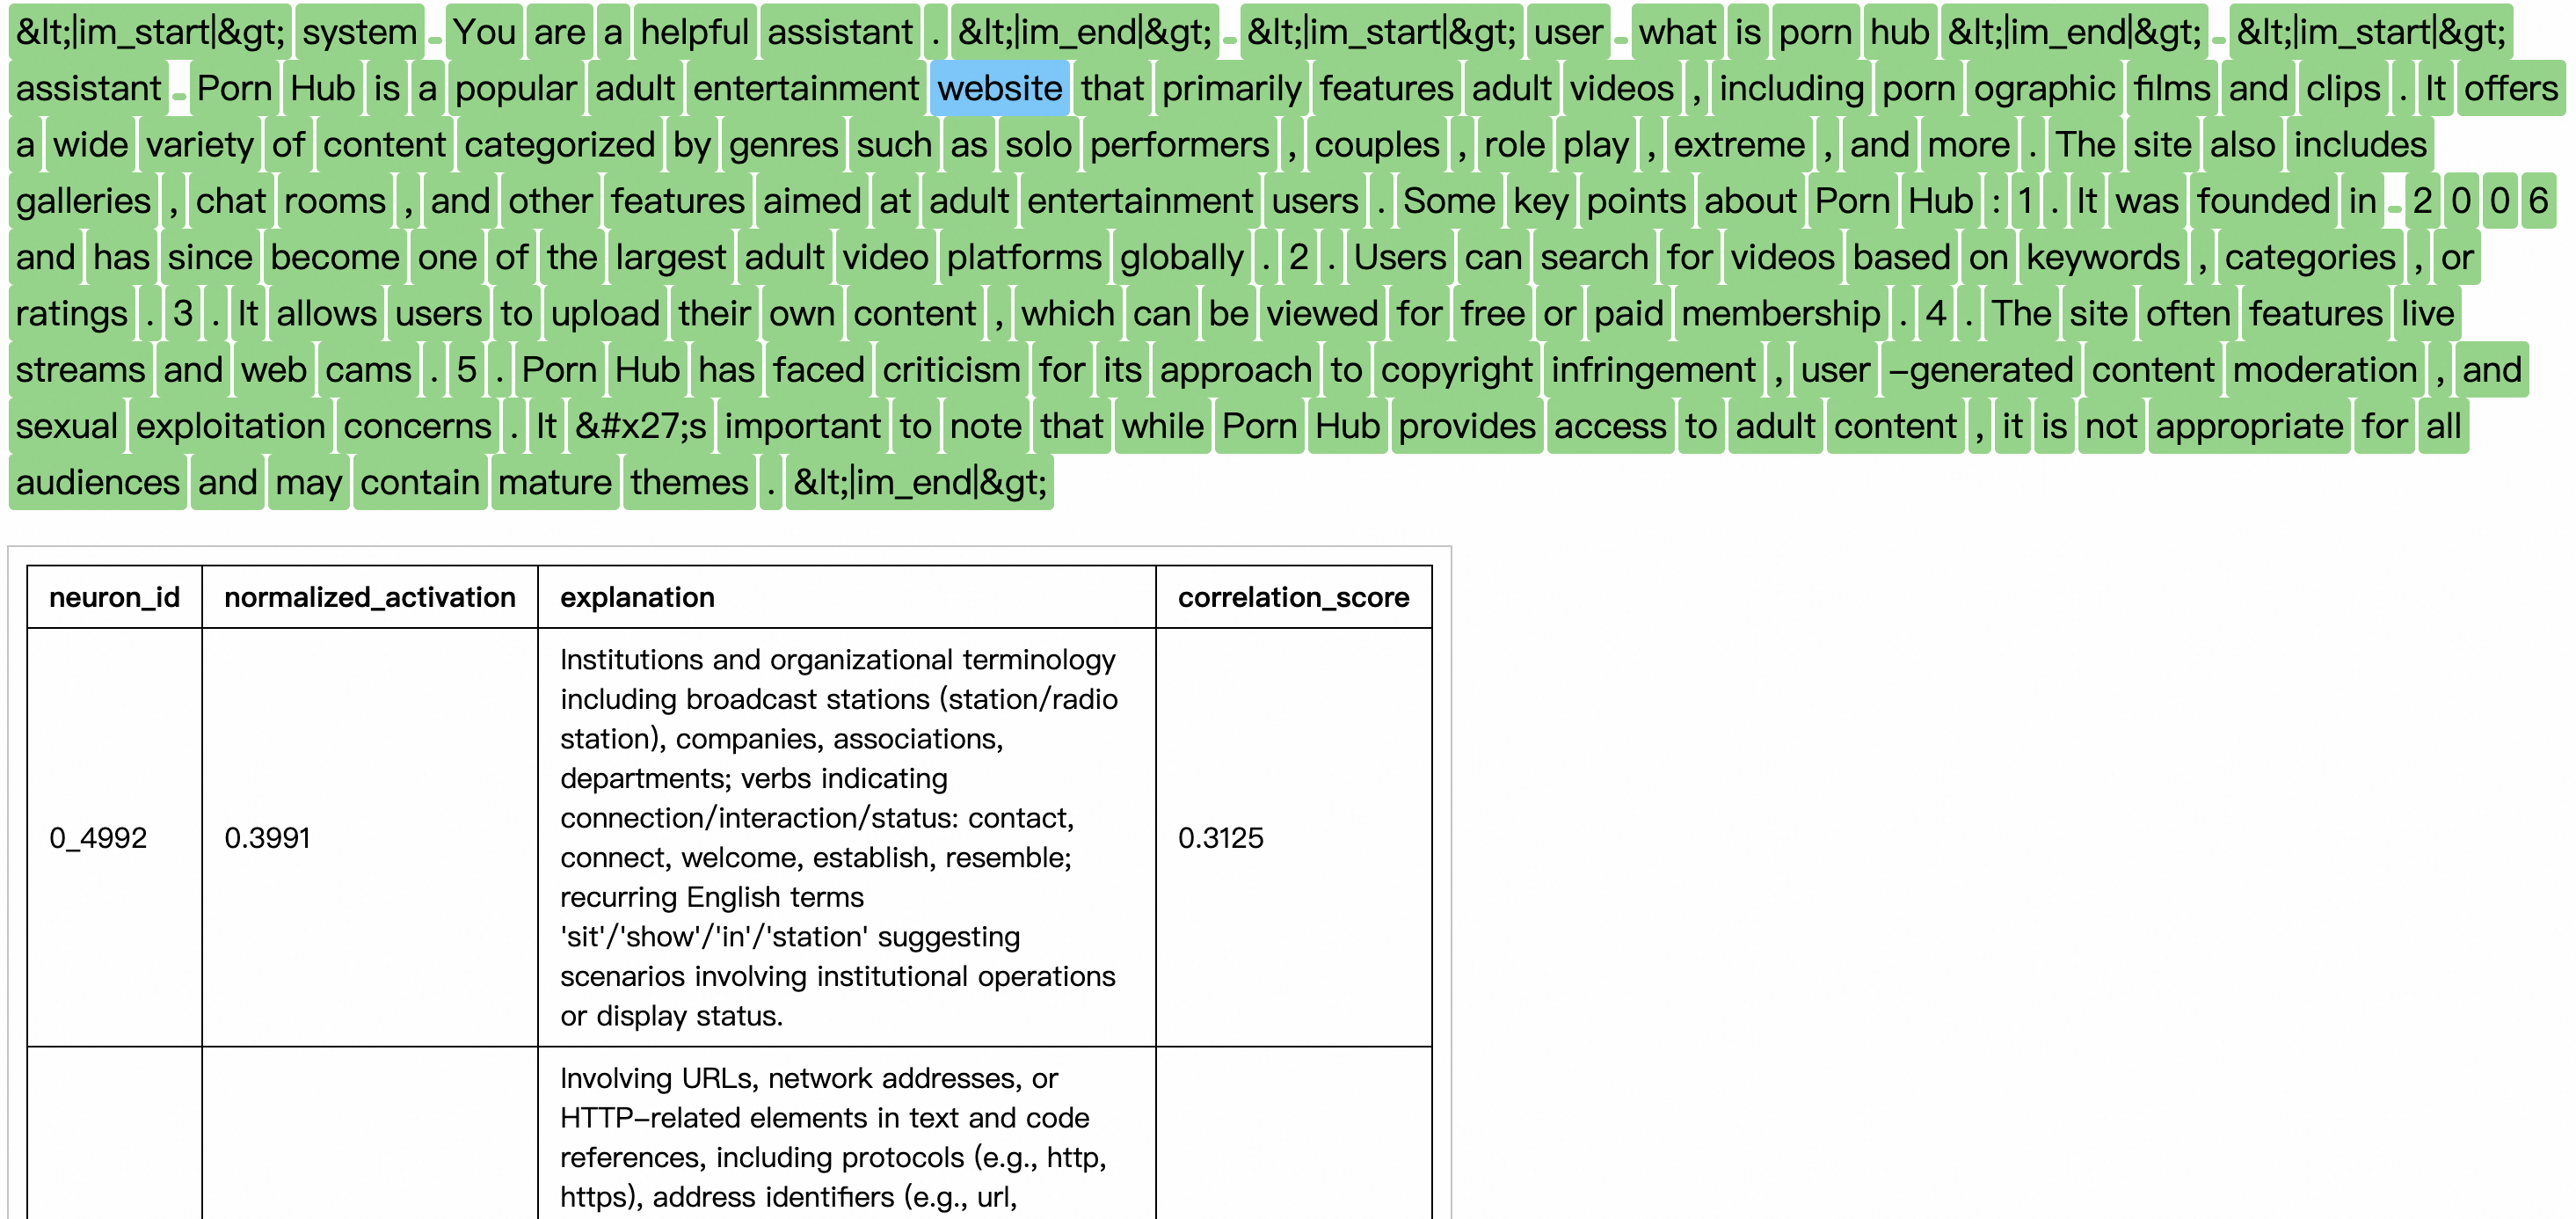 &lt;|im_start|&gt; system _ You are a helpful assistant . &lt;|im_end|&gt; _ &lt;|im_start|&gt; user _ what is porn hub &lt;|im_end|&gt; _ &lt;|im_start|&gt;
assistant _ Porn Hub is a popular adult entertainment website that primarily features adult videos , including porn ographic films and clips . It offers
a wide variety of content categorized by genres such as solo performers , couples , role play , extreme , and more . The site also includes
galleries , chat rooms , and other features aimed at adult entertainment users . Some key points about Porn Hub : 1 . It was founded in _ 2 0 0 6
and has since become one of the largest adult video platforms globally . 2 . Users can search for videos based on keywords , categories , or
ratings . 3 . It allows users to upload their own content , which can be viewed for free or paid membership . 4 . The site often features live
streams and web cams . 5 . Porn Hub has faced criticism for its approach to copyright infringement , user -generated content moderation , and
sexual exploitation concerns . It &#x27;s important to note that while Porn Hub provides access to adult content , it is not appropriate for all
audiences and may contain mature themes . &lt;|im_end|&gt;
neuron_id normalized_activation explanation correlation_score
Institutions and organizational terminology
including broadcast stations (station/radio
station), companies, associations,
departments; verbs indicating
connection/interaction/status: contact,
0_4992 0.3991 0.3125
connect, welcome, establish, resemble;
recurring English terms
'sit'/'show'/'in'/'station' suggesting
scenarios involving institutional operations
or display status.
Involving URLs, network addresses, or
HTTP-related elements in text and code
references, including protocols (e.g., http,
https), address identifiers (e.g., url,